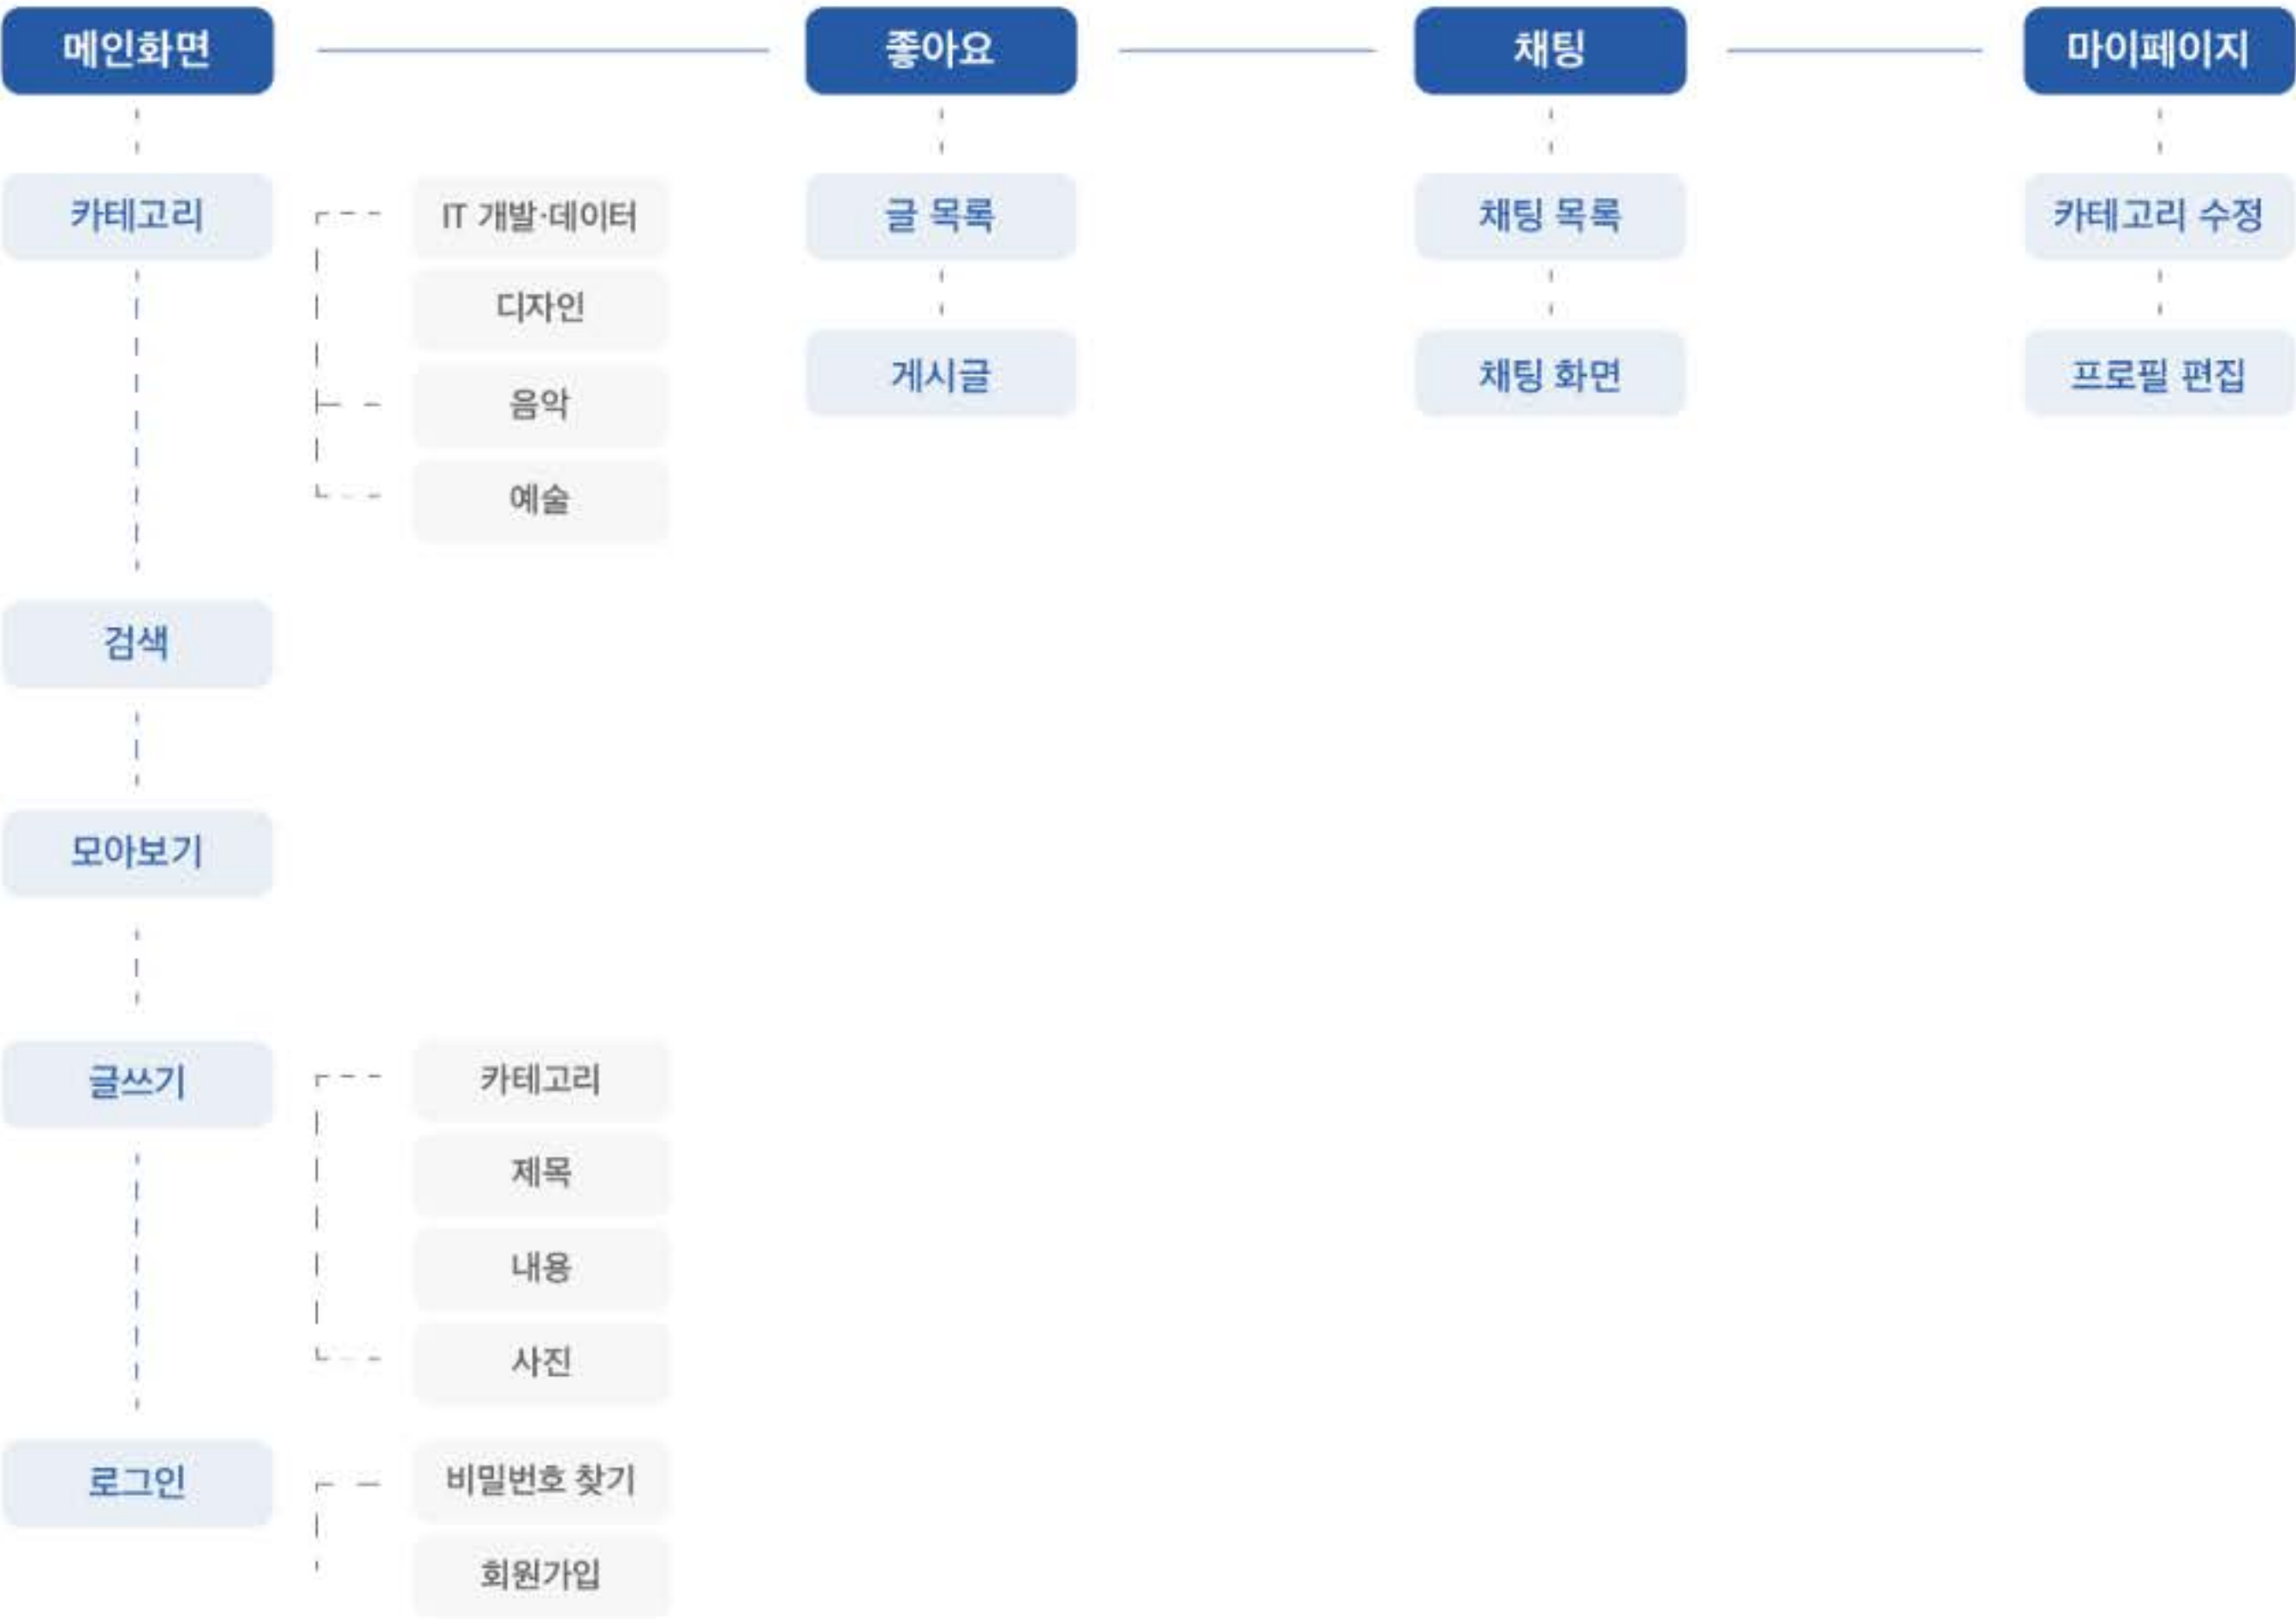 메인화면
좋아요
채팅
마이페이지
카테고리
IT 개발·데이터
디자인
음악
예술
글 목록
게시글
채팅 목록
채팅 화면
카테고리 수정
프로필 편집
검색
모아보기
글쓰기
카테고리
제목
내용
사진
로그인
비밀번호 찾기
회원가입